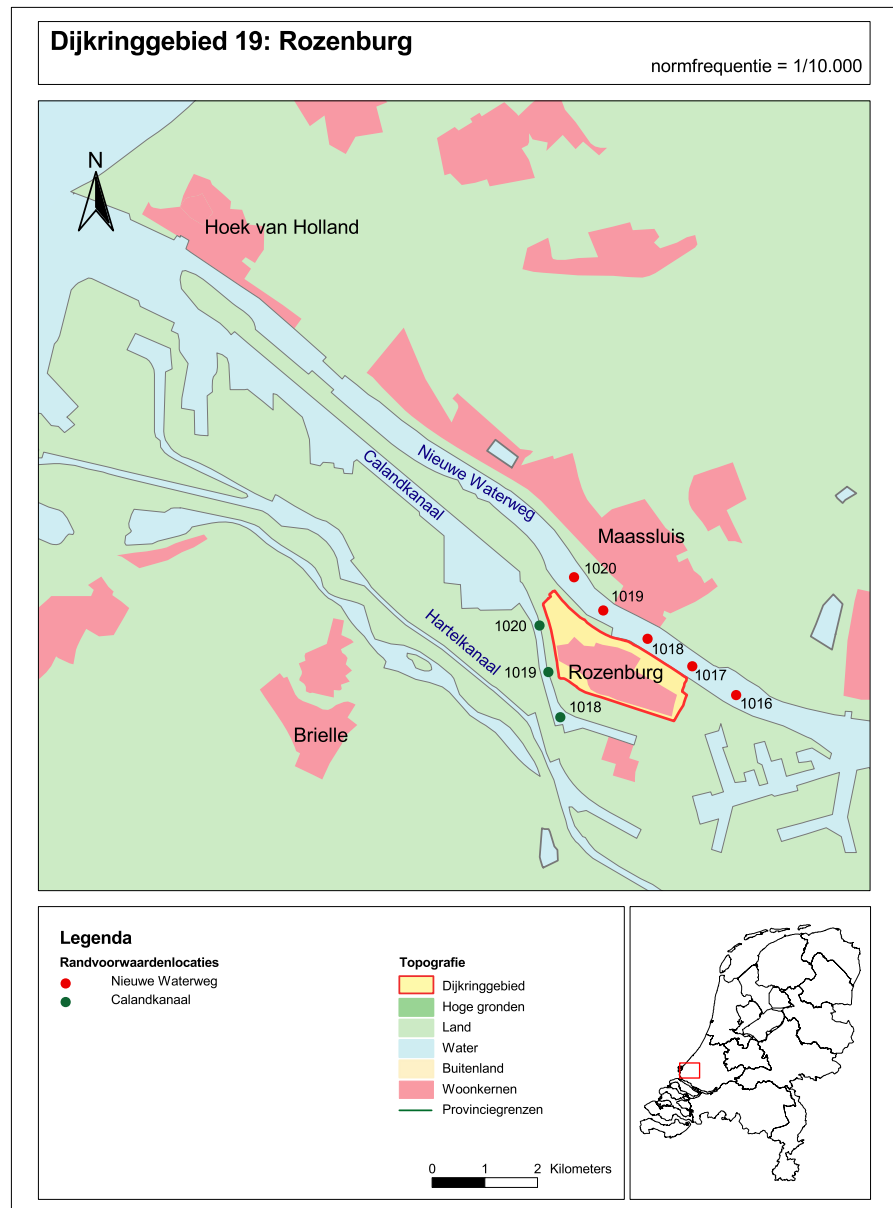 Dijkringgebied 19: Rozenburg
normfrequentie = 1/10.000
N
Hoek van Holland
Nieuwe Waterweg
Calandkanaal
Maassluis
1020
1019
Hartelkanaal
1020
1018
1019
Rozenburg
1017
1016
1018
Brielle
Legenda
Randvoorwaardenlocaties
Nieuwe Waterweg
Calandkanaal
Topografie
Dijkringgebied
Hoge gronden
Land
Water
Buitenland
Woonkernen
Provinciegrenzen
0 1 2 Kilometers